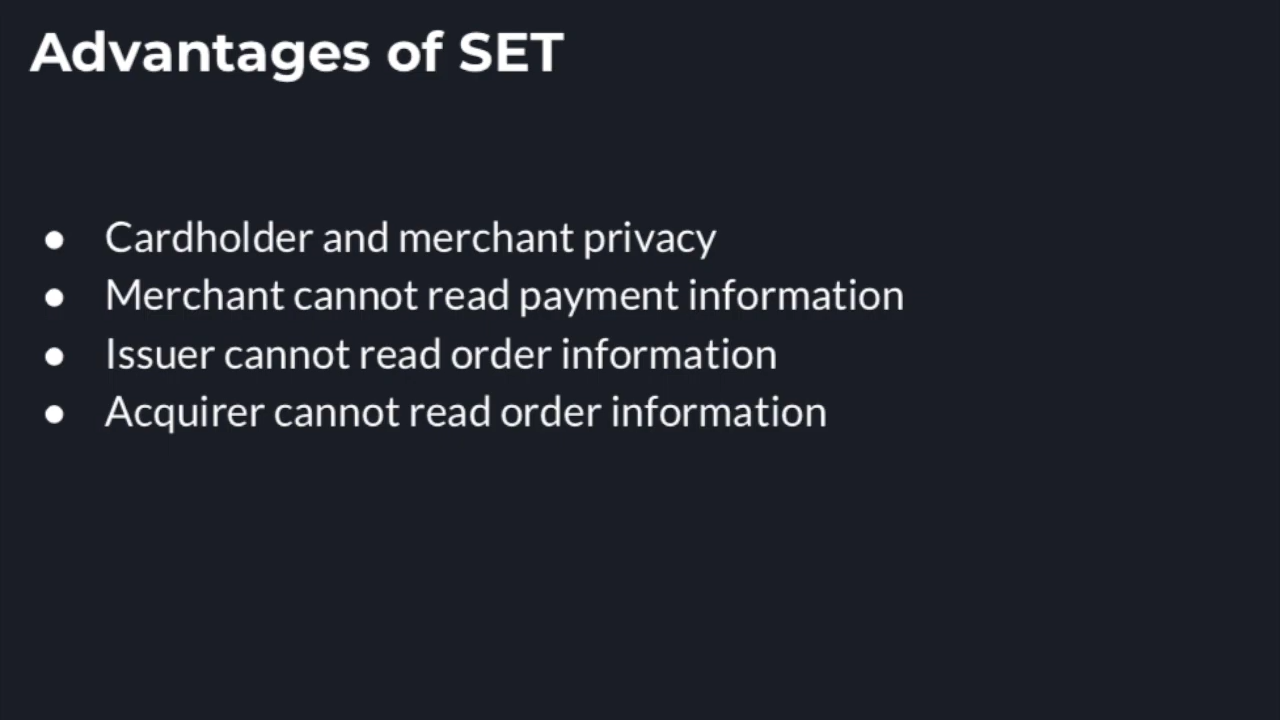 Advantages of SET
● Cardholder and merchant privacy
● Merchant cannot read payment information
● Issuer cannot read order information
● Acquirer cannot read order information